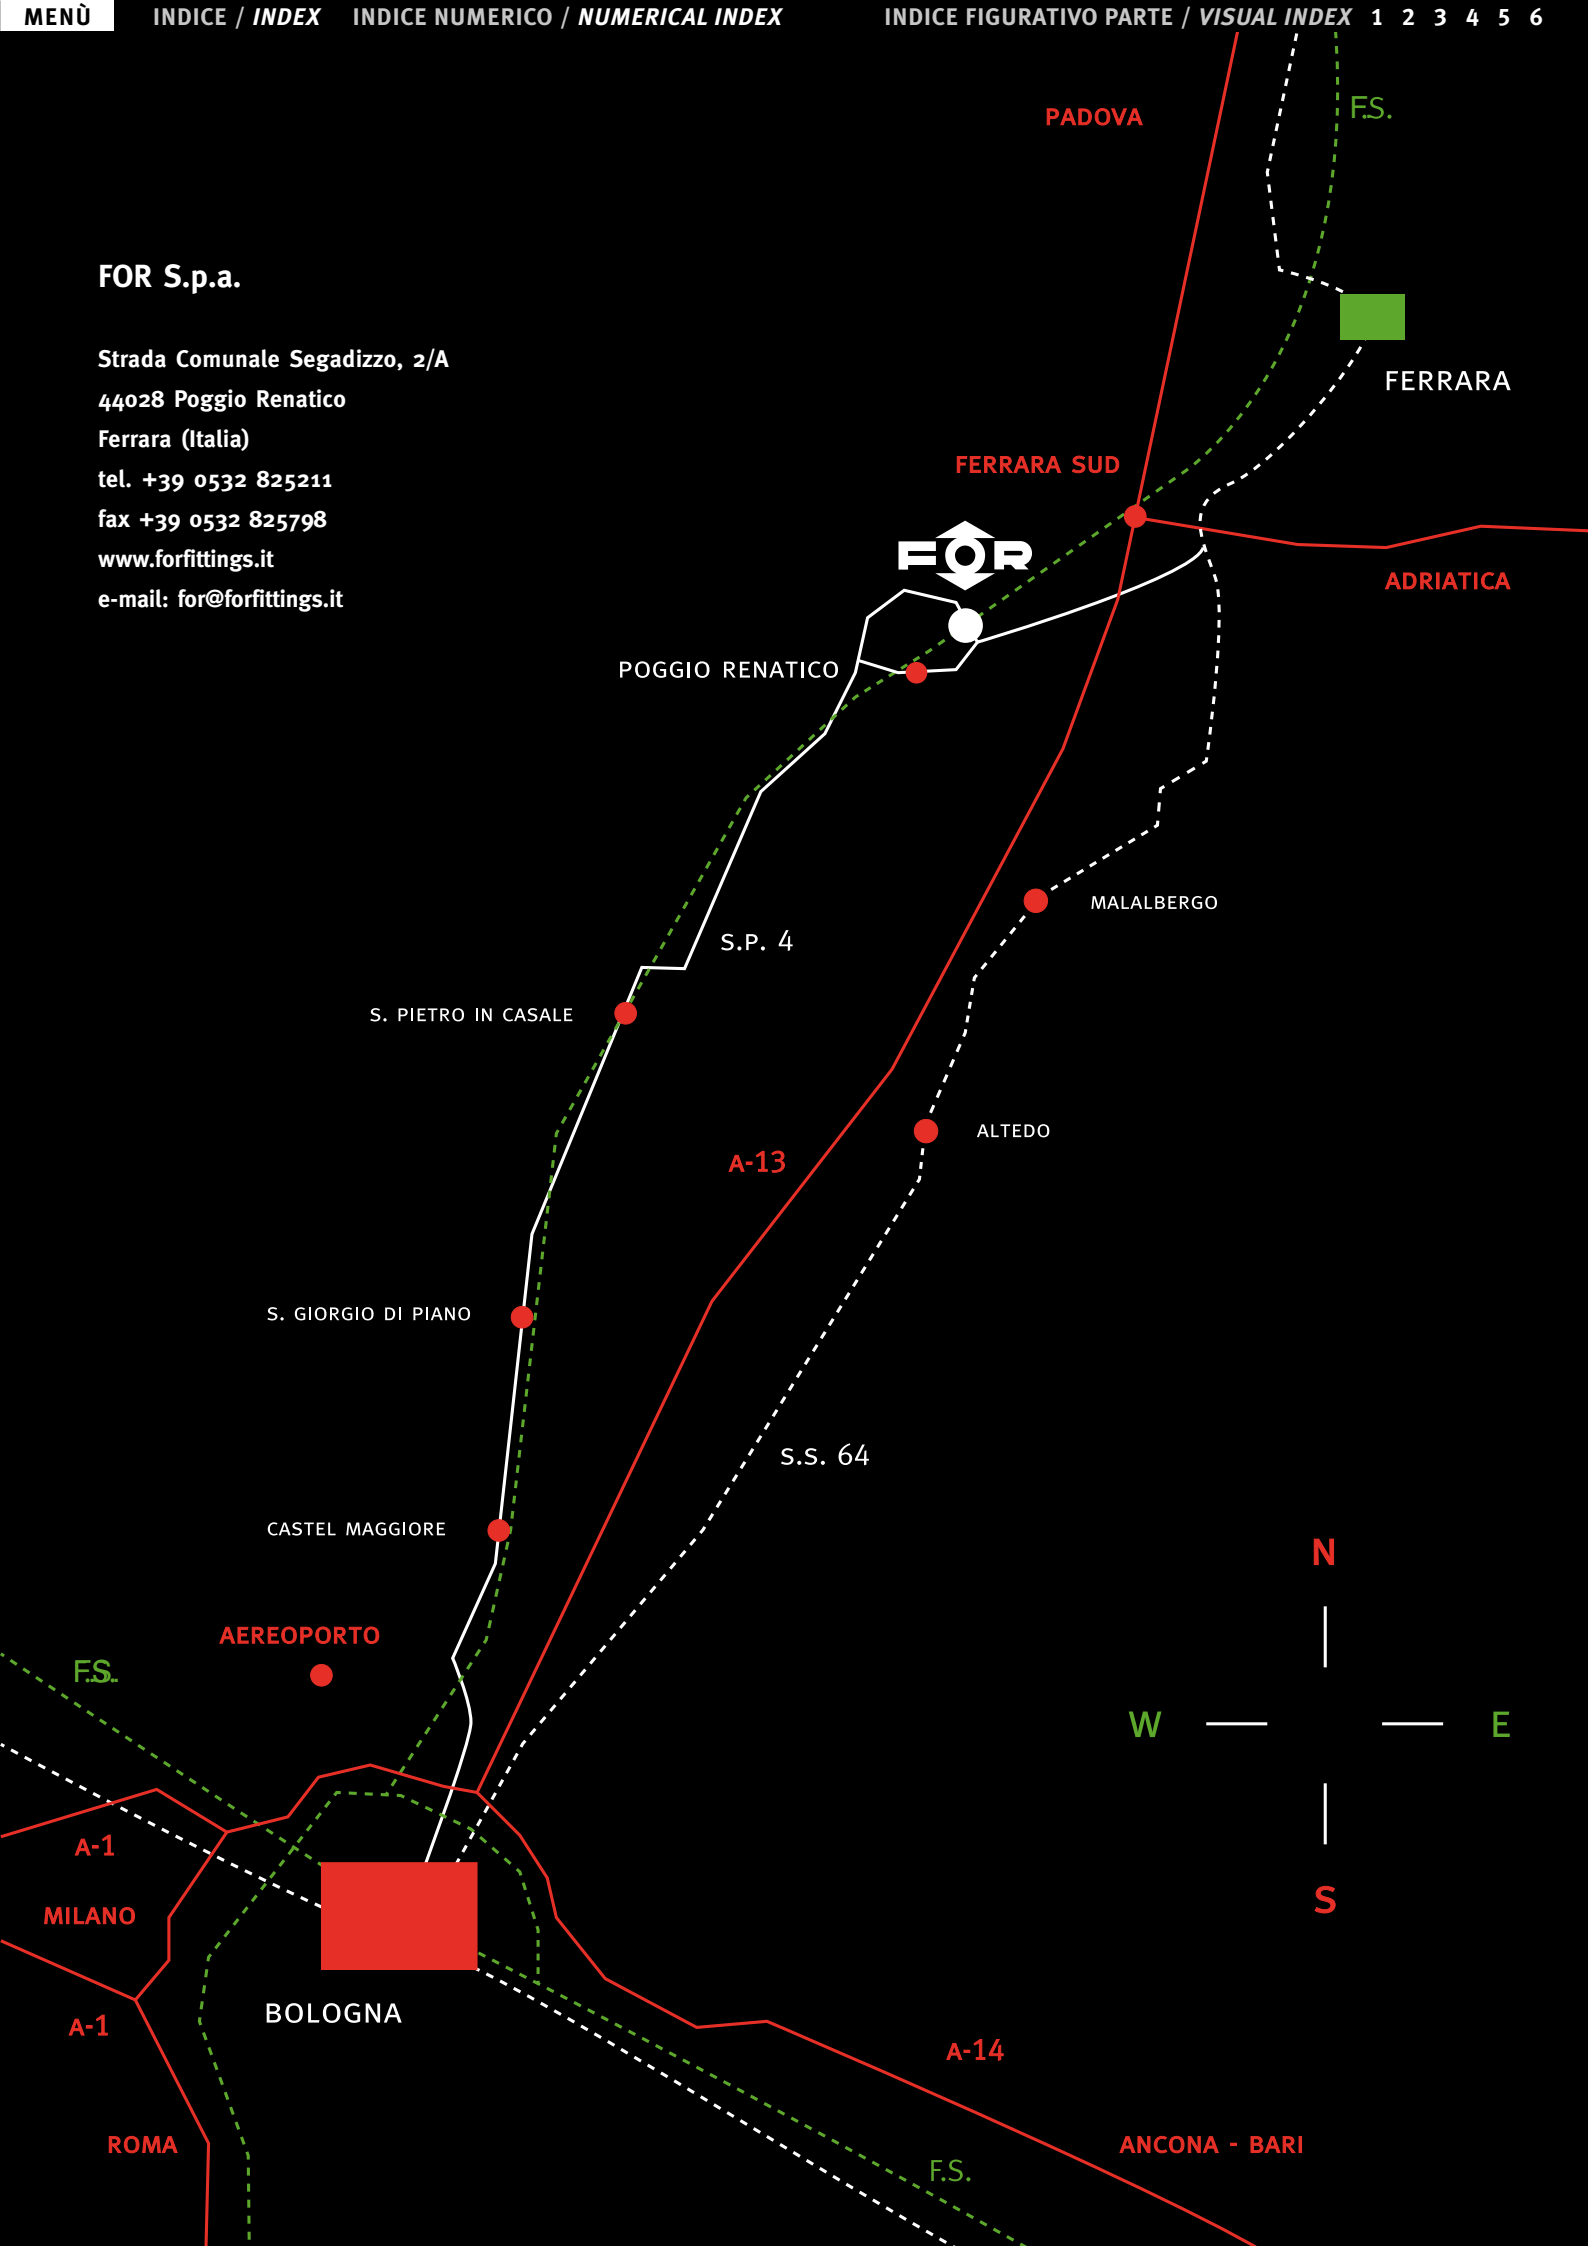 MENÙ INDICE / INDEX INDICE NUMERICO / NUMERICAL INDEX INDICE FIGURATIVO PARTE / VISUAL INDEX 1 2 3 4 5 6
PADOVA
F.S.
FOR S.p.a.
Strada Comunale Segadizzo, 2/A
44028 Poggio Renatico
Ferrara (Italia)
tel. +39 0532 825211
fax +39 0532 825798
www.forfittings.it
e-mail: for@forfittings.it
FERRARA
FERRARA SUD
FOR
ADRIATICA
POGGIO RENATICO
MALALBERGO
S.P. 4
S. PIETRO IN CASALE
ALTEDO
A-13
S. GIORGIO DI PIANO
S.S. 64
CASTEL MAGGIORE
N
AEREOPORTO
F.S.
W E
A-1
S
MILANO
BOLOGNA
A-1
A-14
ROMA
ANCONA - BARI
F.S.